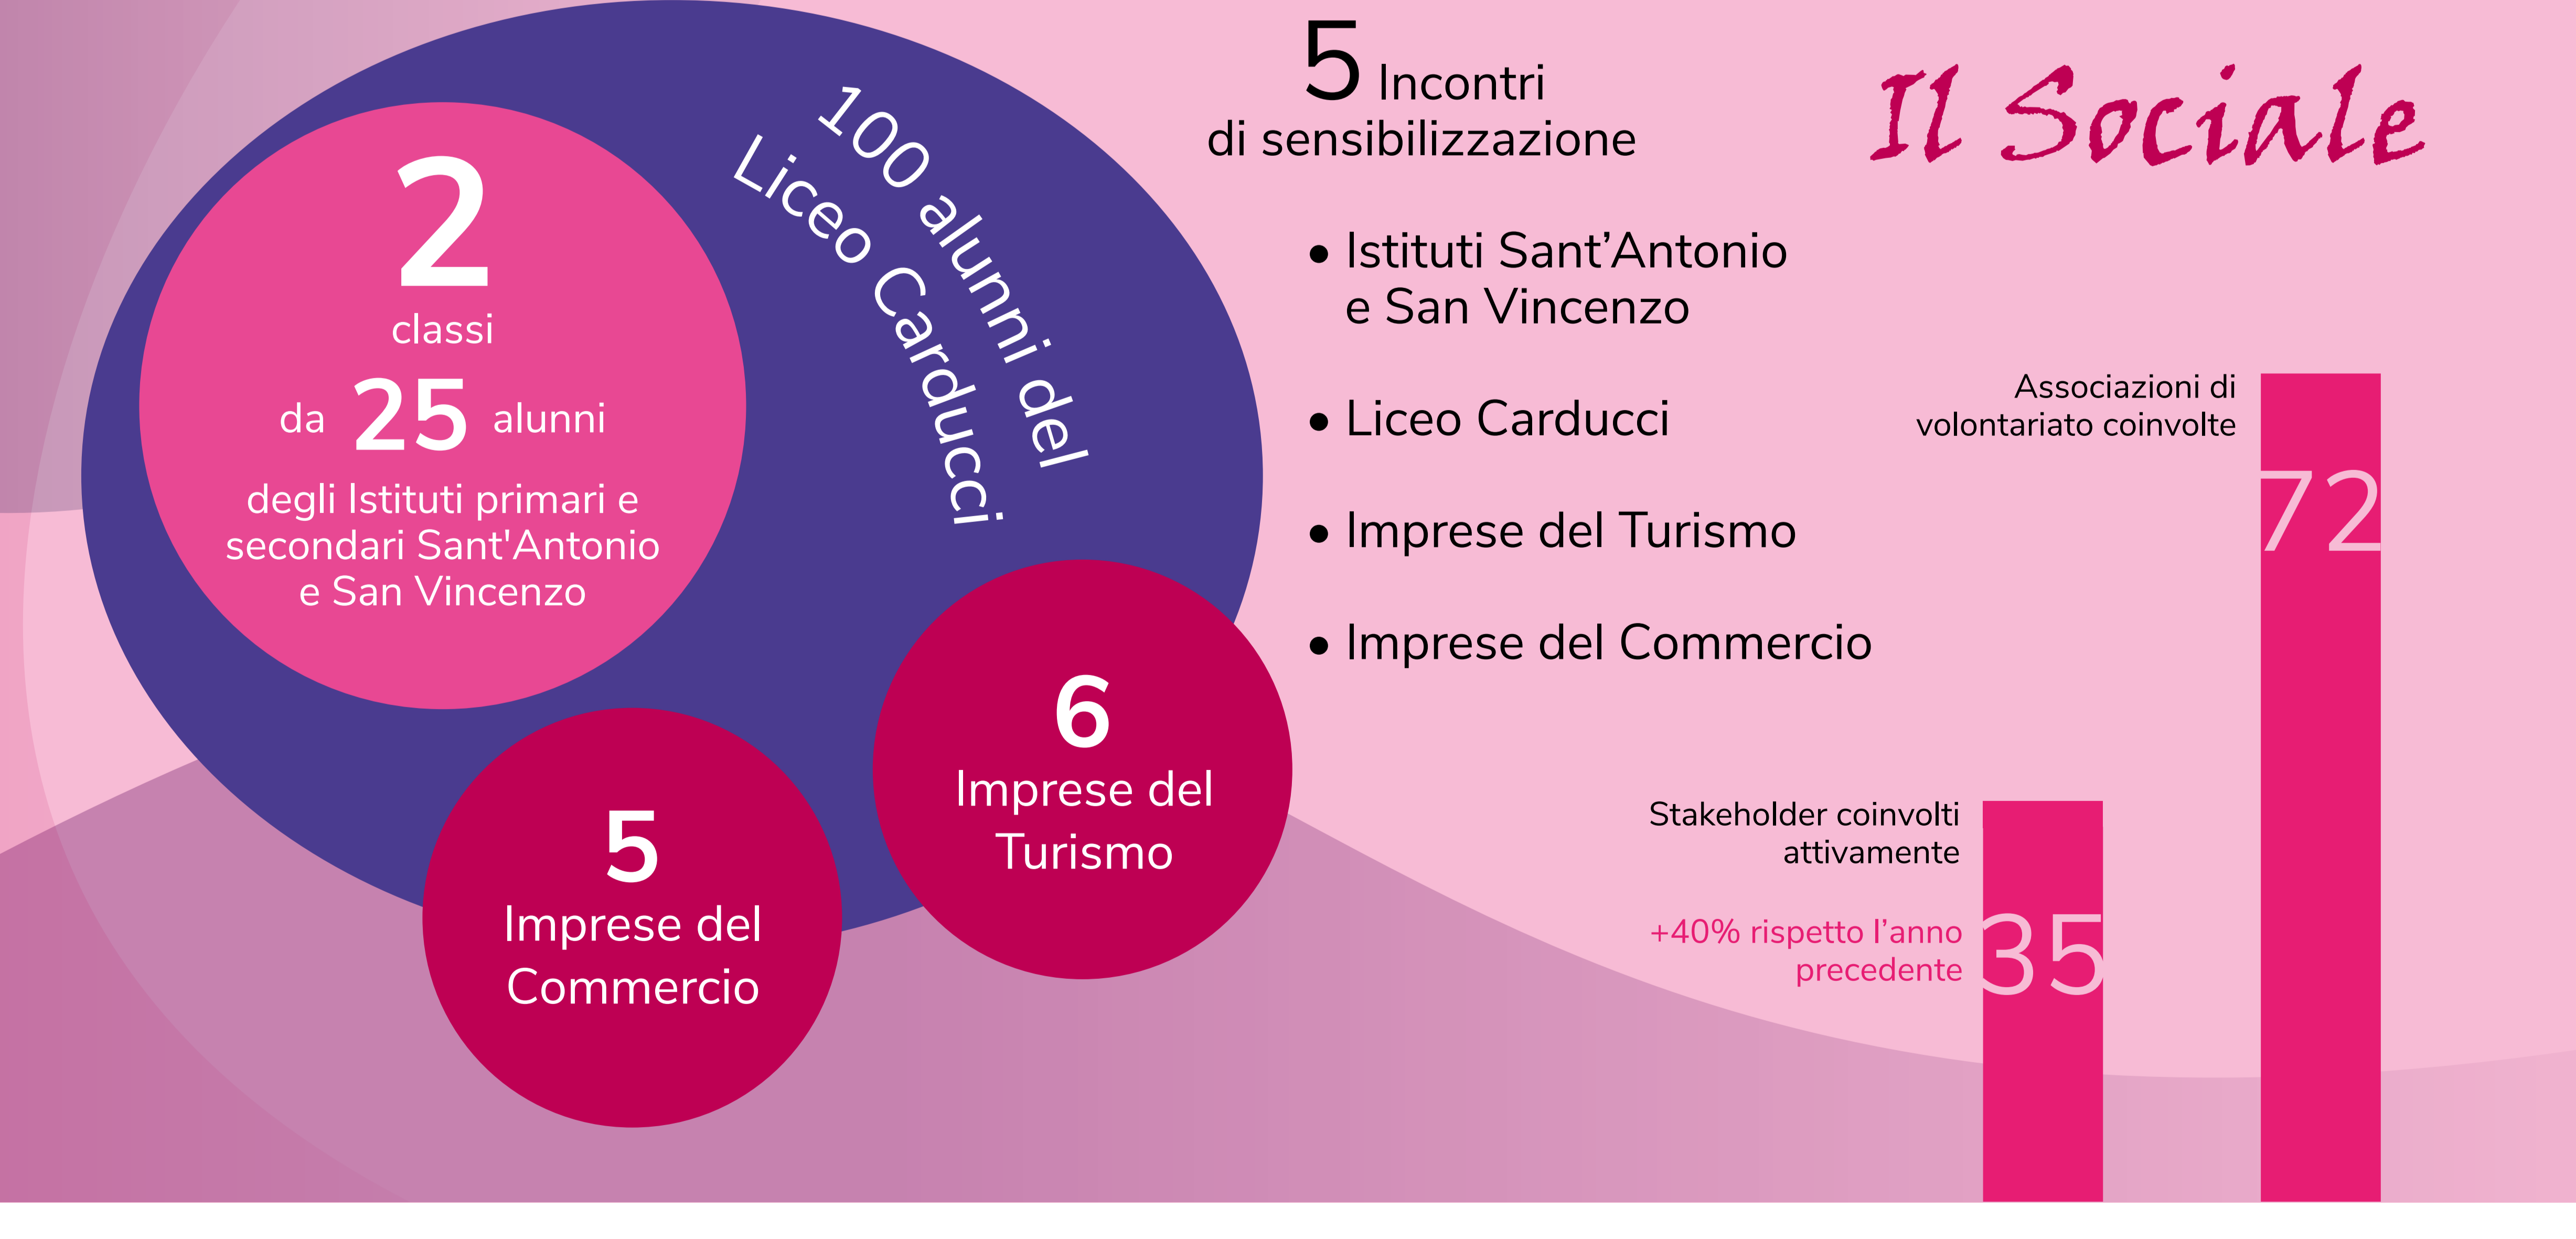 2
classi
da 25 alunni
degli Istituti primari e
secondari Sant'Antonio
e San Vincenzo
100 alunni del
Liceo Carducci
5
Imprese del
Commercio
6
Imprese del
Turismo
5 Incontri
di sensibilizzazione
• Istituti Sant’Antonio
e San Vincenzo
• Liceo Carducci
• Imprese del Turismo
• Imprese del Commercio
Il Sociale
Associazioni di
volontariato coinvolte
72
Stakeholder coinvolti
attivamente
+40% rispetto l’anno
precedente
35